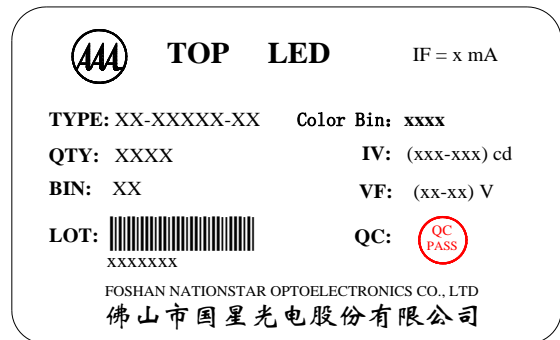 AAA TOP LED IF = x mA
TYPE: XX-XXXXX-XX Color Bin: xxxx
QTY: XXXX IV: (xxx-xxx) cd
BIN: XX VF: (xx-xx) V
LOT: QC: QC
PASS
XXXXXXX
FOSHAN NATIONSTAR OPTOELECTRONICS CO., LTD
佛山市国星光电股份有限公司